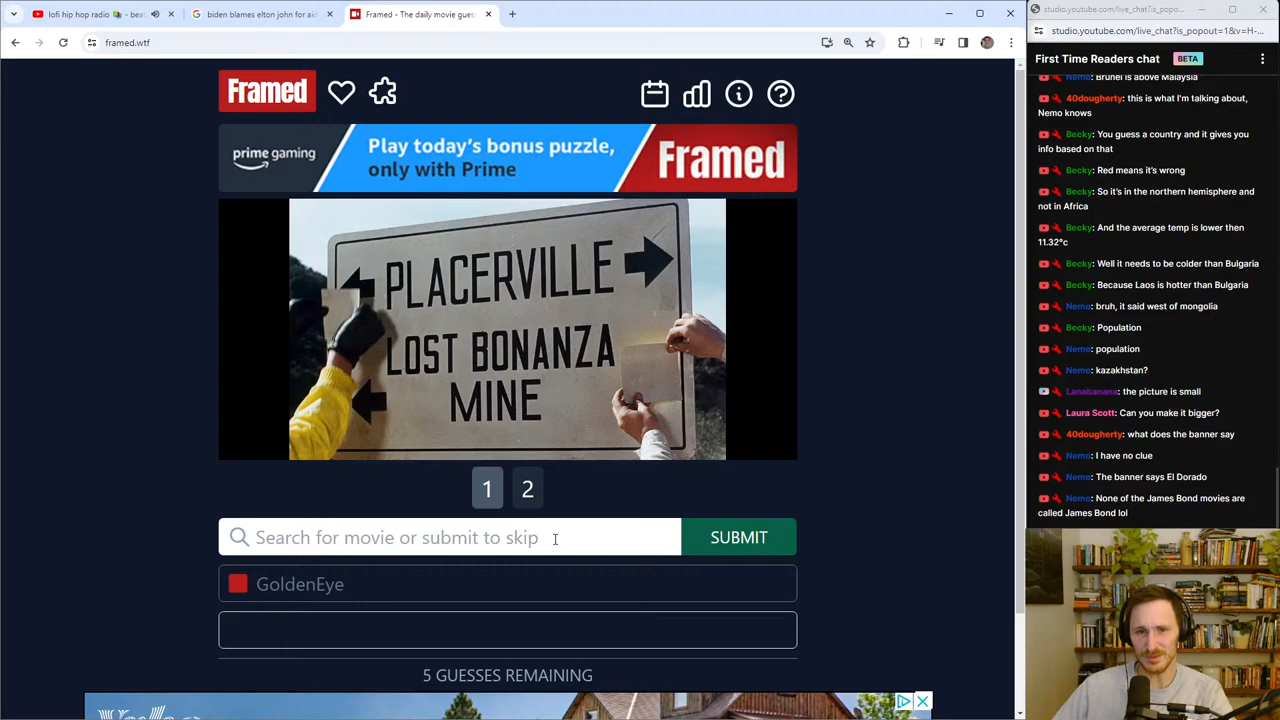 lofi hip hop radio
bea
biden blames elton john for aid
Framed - The daily movie gues
studio.youtube.com/live_chat?is_popo...
framed.wtf
studio.youtube.com/live_chat?is_popout=1&v=H-...
Framed
First Time Readers chat
BETA
prime gaming
Play today's bonus puzzle,
only with Prime
Framed
PLACERVILLE
LOST BONANZA
MINE
1
2
Search for movie or submit to skip
SUBMIT
GoldenEye
5 GUESSES REMAINING
Nemo: Brunei is above Malaysia
40dougherty: this is what I'm talking about,
Nemo knows
Becky: You guess a country and it gives you
info based on that
Becky: Red means it's wrong
Becky: So it's in the northern hemisphere and
not in Africa
Becky: And the average temp is lower then
11.32°c
Becky: Well it needs to be colder than Bulgaria
Becky: Because Laos is hotter than Bulgaria
Nemo: bruh, it said west of mongolia
Becky: Population
Nemo: population
Nemo: kazakhstan?
Lanabanana: the picture is small
Laura Scott: Can you make it bigger?
40dougherty: what does the banner say
Nemo: I have no clue
Nemo: The banner says El Dorado
Nemo: None of the James Bond movies are
called James Bond lol